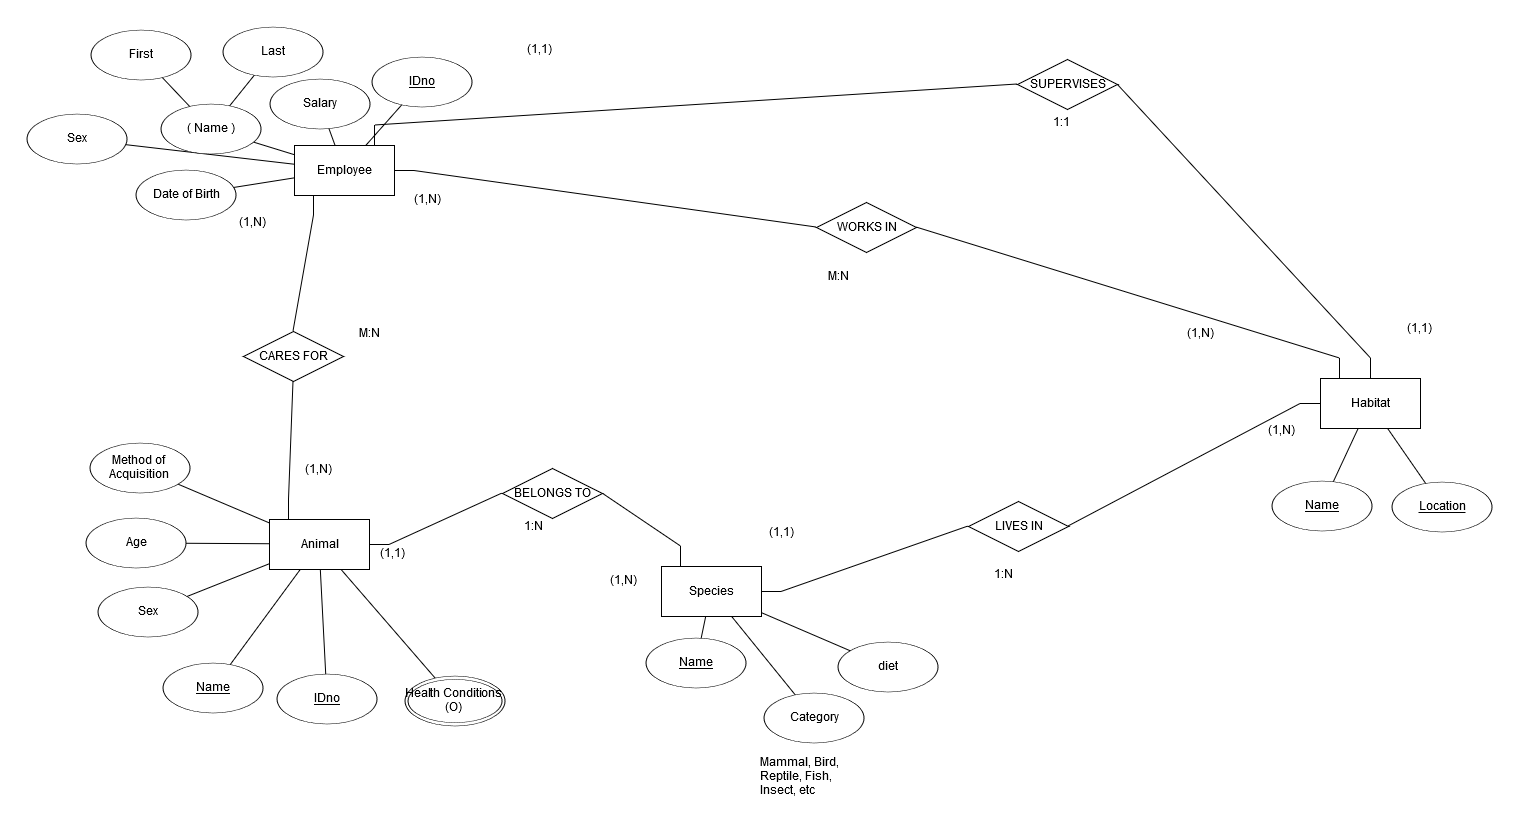 First
Last
(1,1)
IDno
SUPERVISES
Salary
1:1
( Name )
Sex
Employee
Date of Birth
(1,N)
(1,N)
WORKS IN
M:N
(1,N)
(1,1)
M:N
CARES FOR
Habitat
(1,N)
Method of
Acquisition
(1,N)
BELONGS TO
1:N
Name
Location
LIVES IN
(1,1)
Age
Animal
(1,1)
1:N
(1,N)
Species
Sex
Name
diet
Name
IDno
Health Conditions
(O)
Category
Mammal, Bird,
Reptile, Fish,
Insect, etc